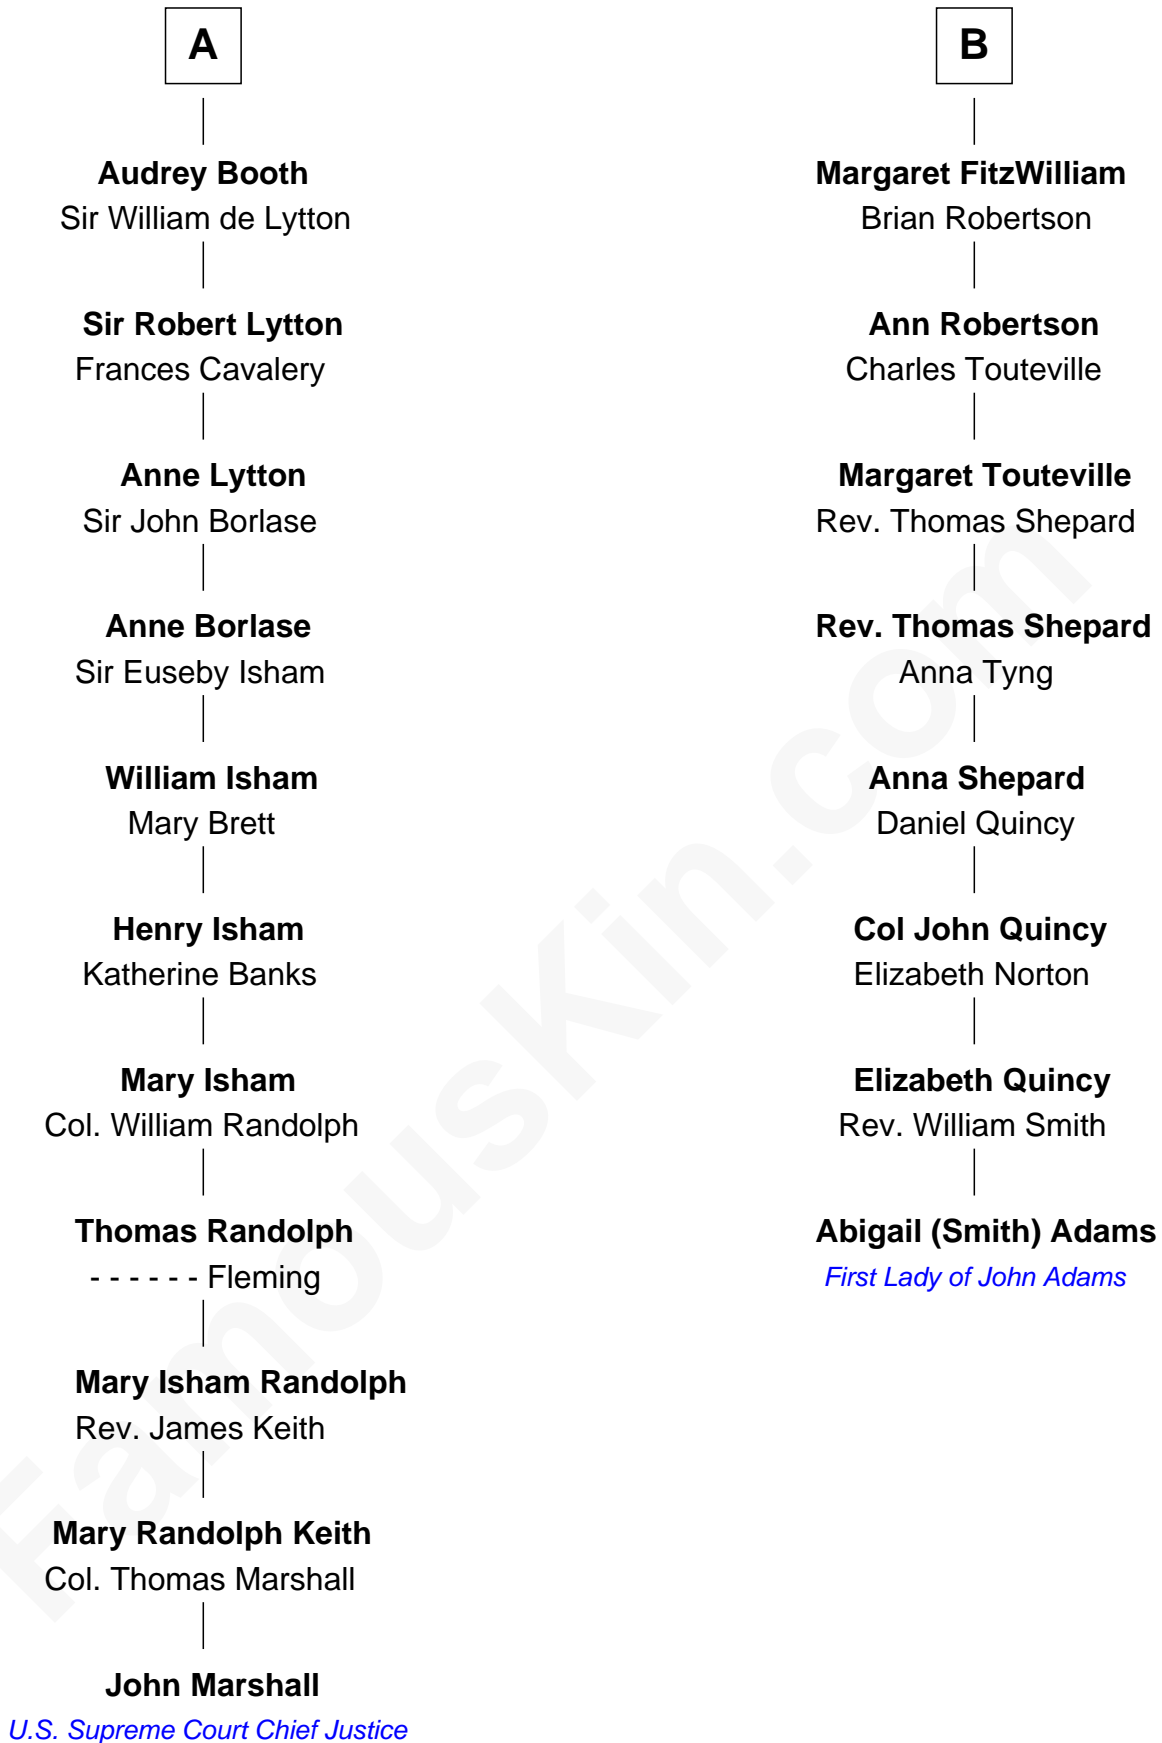 A
Audrey Booth
Sir William de Lytton
Sir Robert Lytton
Frances Cavalery
Anne Lytton
Sir John Borlase
Anne Borlase
Sir Euseby Isham
William Isham
Mary Brett
Henry Isham
Katherine Banks
Mary Isham
Col. William Randolph
Thomas Randolph
- - - - - - Fleming
Mary Isham Randolph
Rev. James Keith
Mary Randolph Keith
Col. Thomas Marshall
John Marshall
U.S. Supreme Court Chief Justice
B
Margaret FitzWilliam
Brian Robertson
Ann Robertson
Charles Touteville
Margaret Touteville
Rev. Thomas Shepard
Rev. Thomas Shepard
Anna Tyng
Anna Shepard
Daniel Quincy
Col John Quincy
Elizabeth Norton
Elizabeth Quincy
Rev. William Smith
Abigail (Smith) Adams
First Lady of John Adams
FamousKin.com